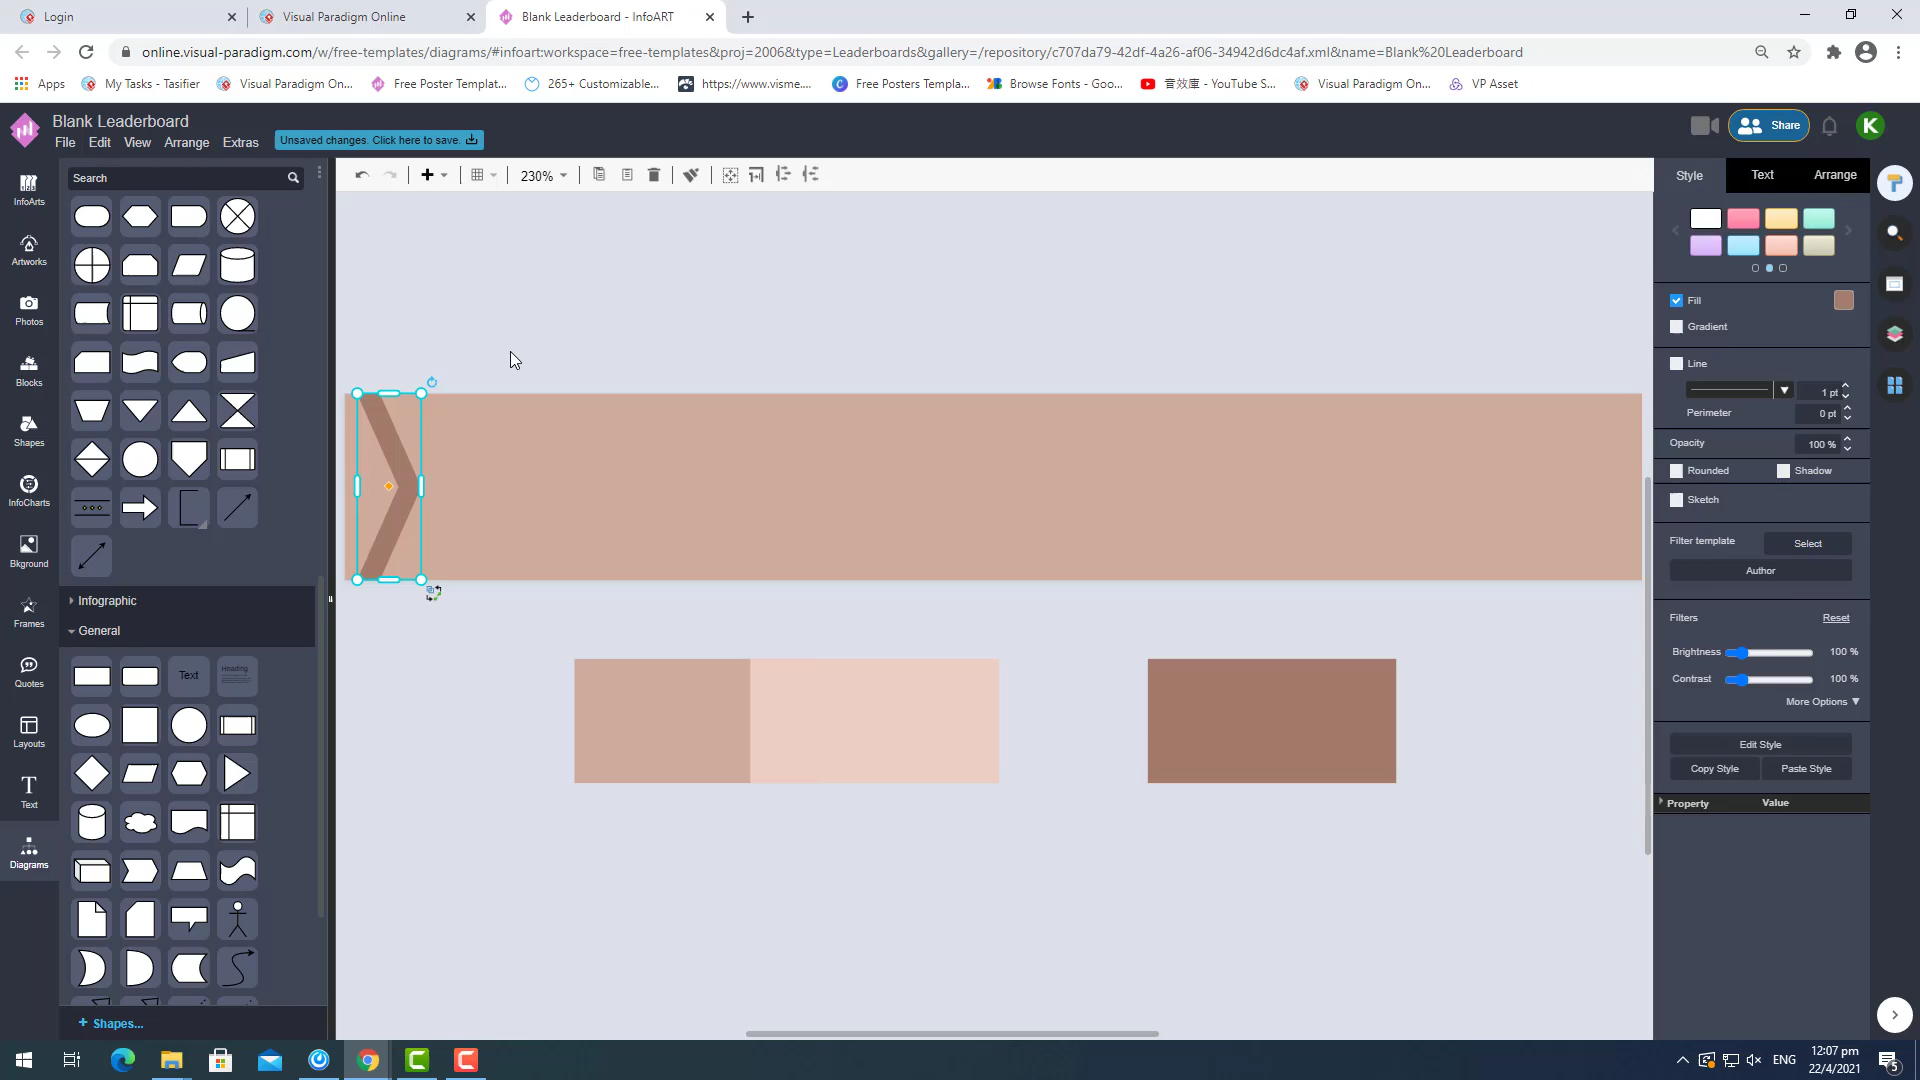 Login
Visual Paradigm Online
Blank Leaderboard - InfoART
online.visual-paradigm.com/w/free-templates/diagrams/#infoart:workspace=free-templates&proj=2006&type=Leaderboards&gallery=/repository/c707da79-42df-4a26-af06-34942d6dc4af.xml&name=Blank%20Leaderboard
Apps
My Tasks - Tasifier
Visual Paradigm On...
Free Poster Templat...
265+ Customizable...
https://www.visme....
Free Posters Templa...
Browse Fonts - Goo...
音效庫 - YouTube S...
Visual Paradigm On...
VP Asset
Blank Leaderboard
File Edit View Arrange Extras
Unsaved changes. Click here to save.
Share
K
Search
230%
Style Text Arrange
InfoArts
Artworks
Photos
Blocks
Shapes
InfoCharts
Bkground
Frames
Quotes
Layouts
Text
Diagrams
Infographic
General
Text
Heading
+ Shapes...
Fill
Gradient
Line
1 pt
Perimeter 0 pt
Opacity 100 %
Rounded Shadow
Sketch
Filter template Select
Author
Filters Reset
Brightness 100 %
Contrast 100 %
More Options ▼
Edit Style
Copy Style Paste Style
Property Value
ENG
12:07 pm
22/4/2021
5